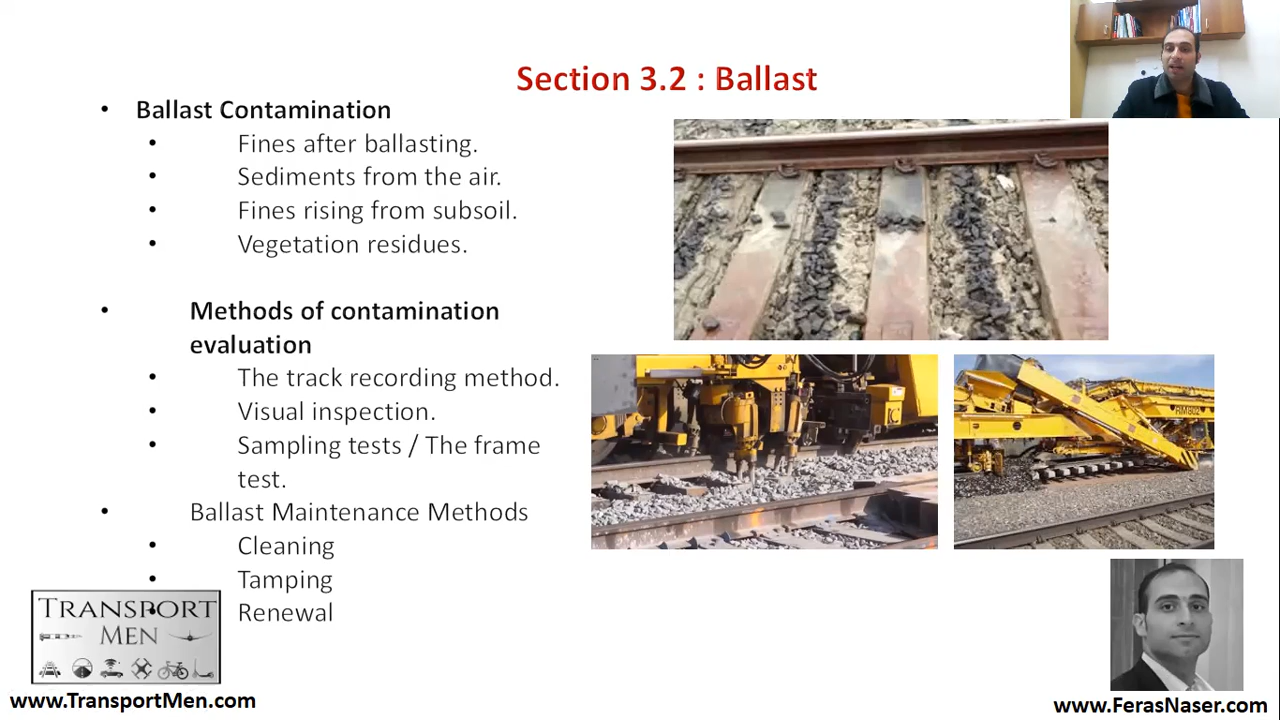 Section 3.2 : Ballast
• Ballast Contamination
• Fines after ballasting.
• Sediments from the air.
• Fines rising from subsoil.
• Vegetation residues.
• Methods of contamination
evaluation
• The track recording method.
• Visual inspection.
• Sampling tests / The frame
test.
• Ballast Maintenance Methods
• Cleaning
• Tamping
Renewal
RM802
TRANSPORT
MEN
www.TransportMen.com
www.FerasNaser.com